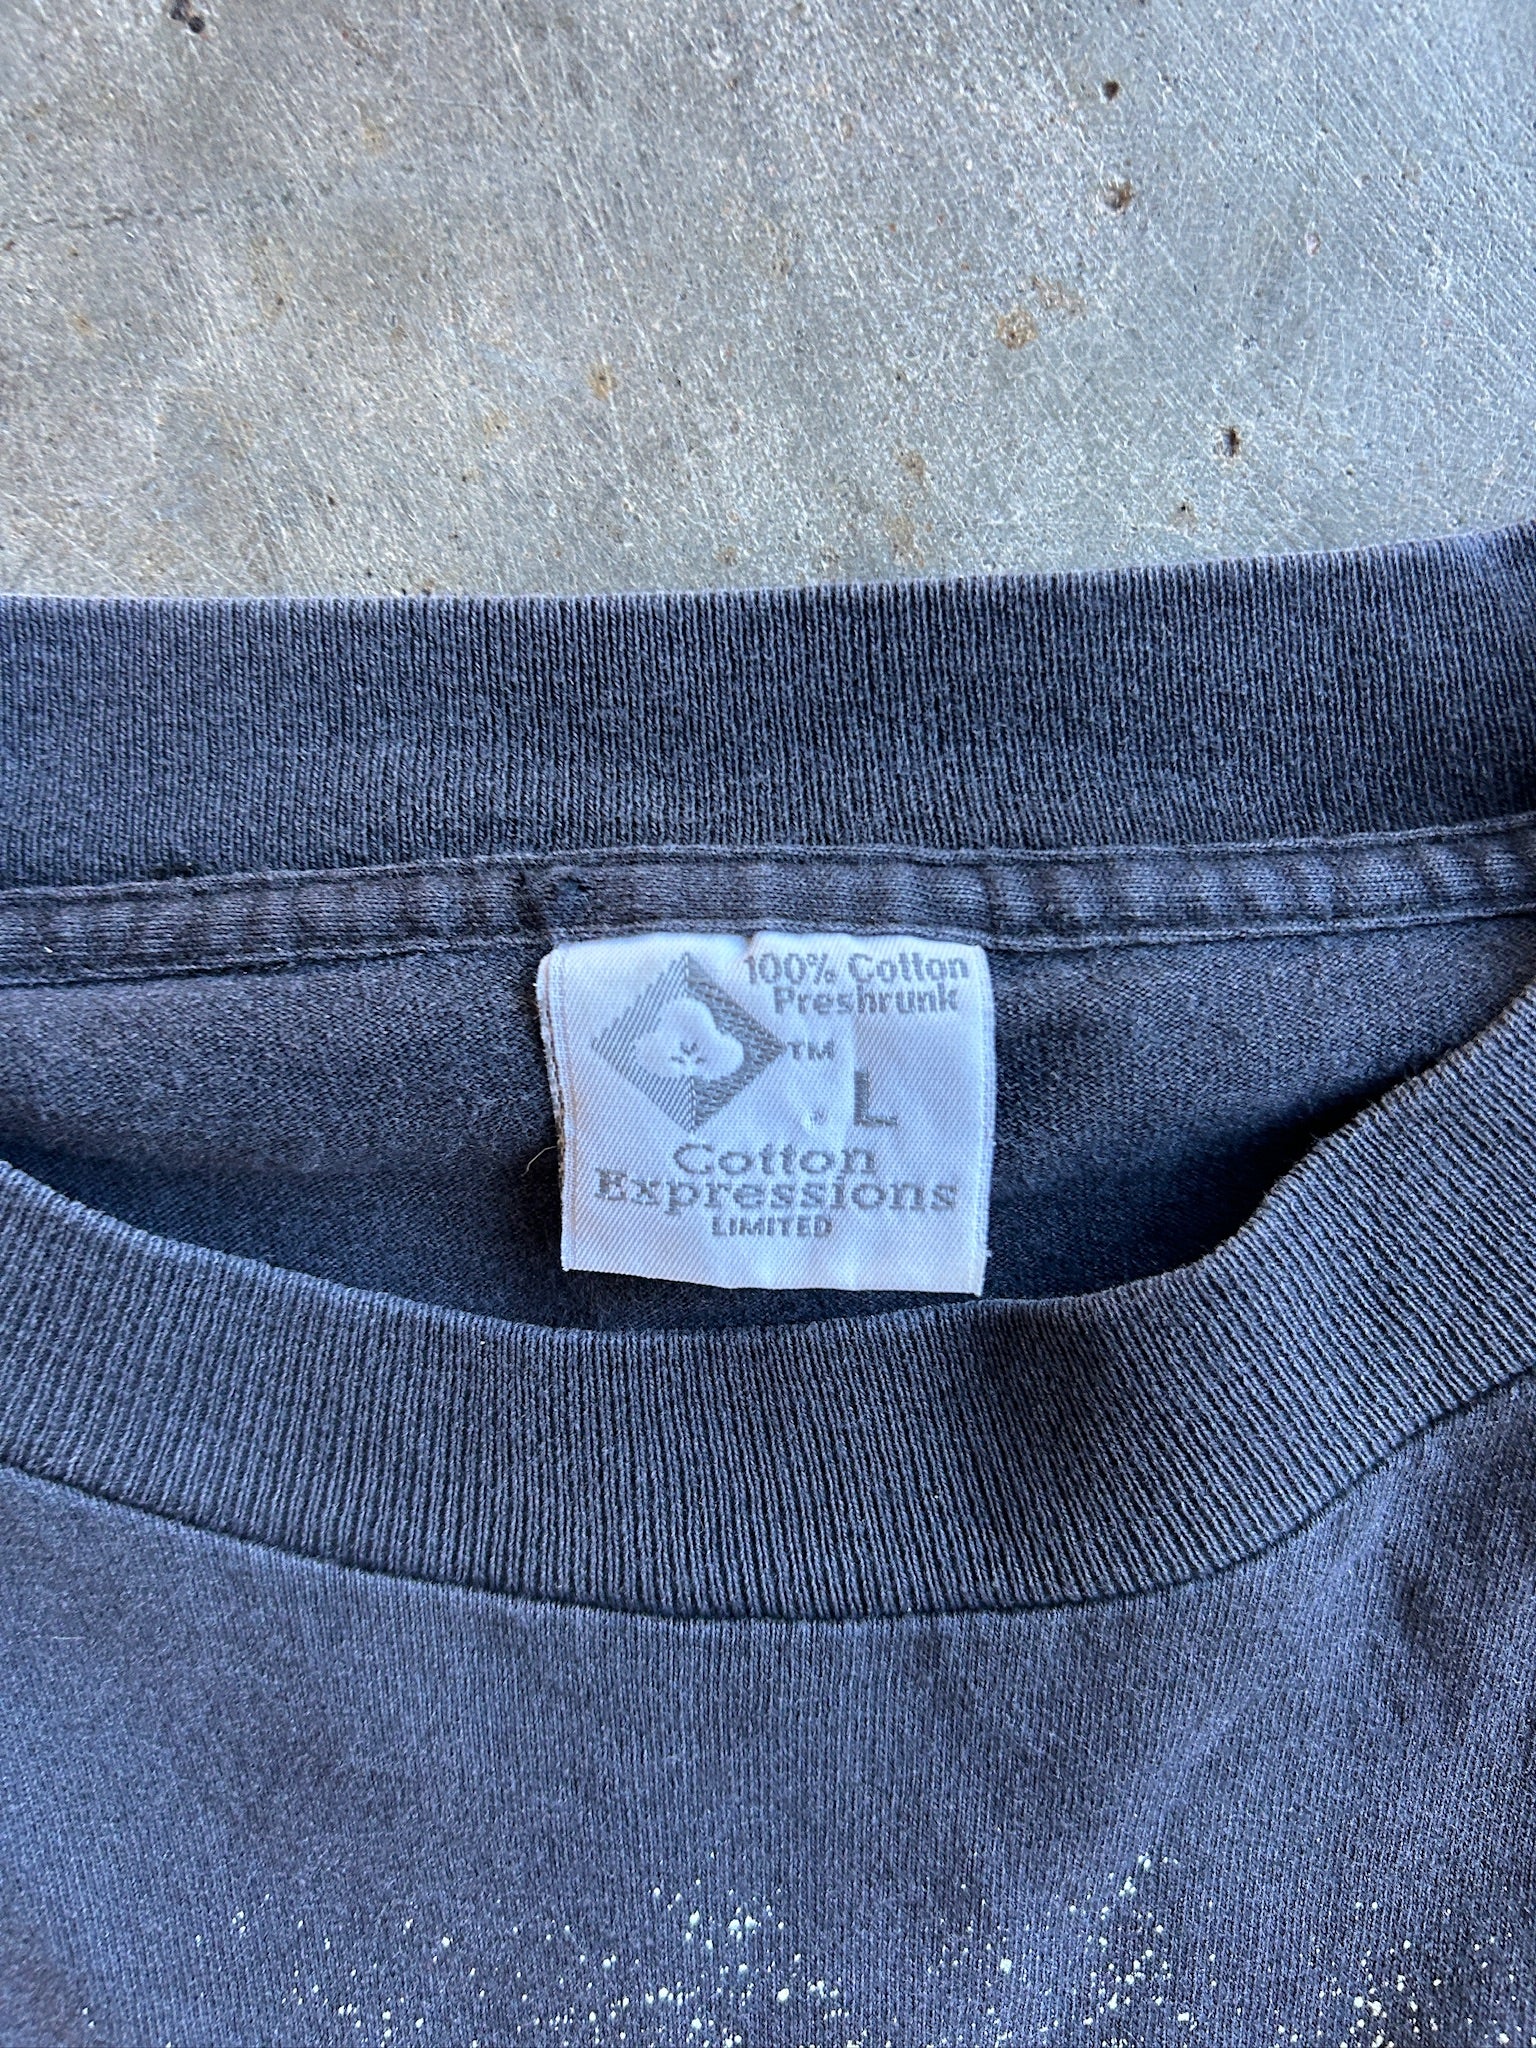 100% Cotton
Preshrunk
TM
L
Cotton
Expressions
LIMITED